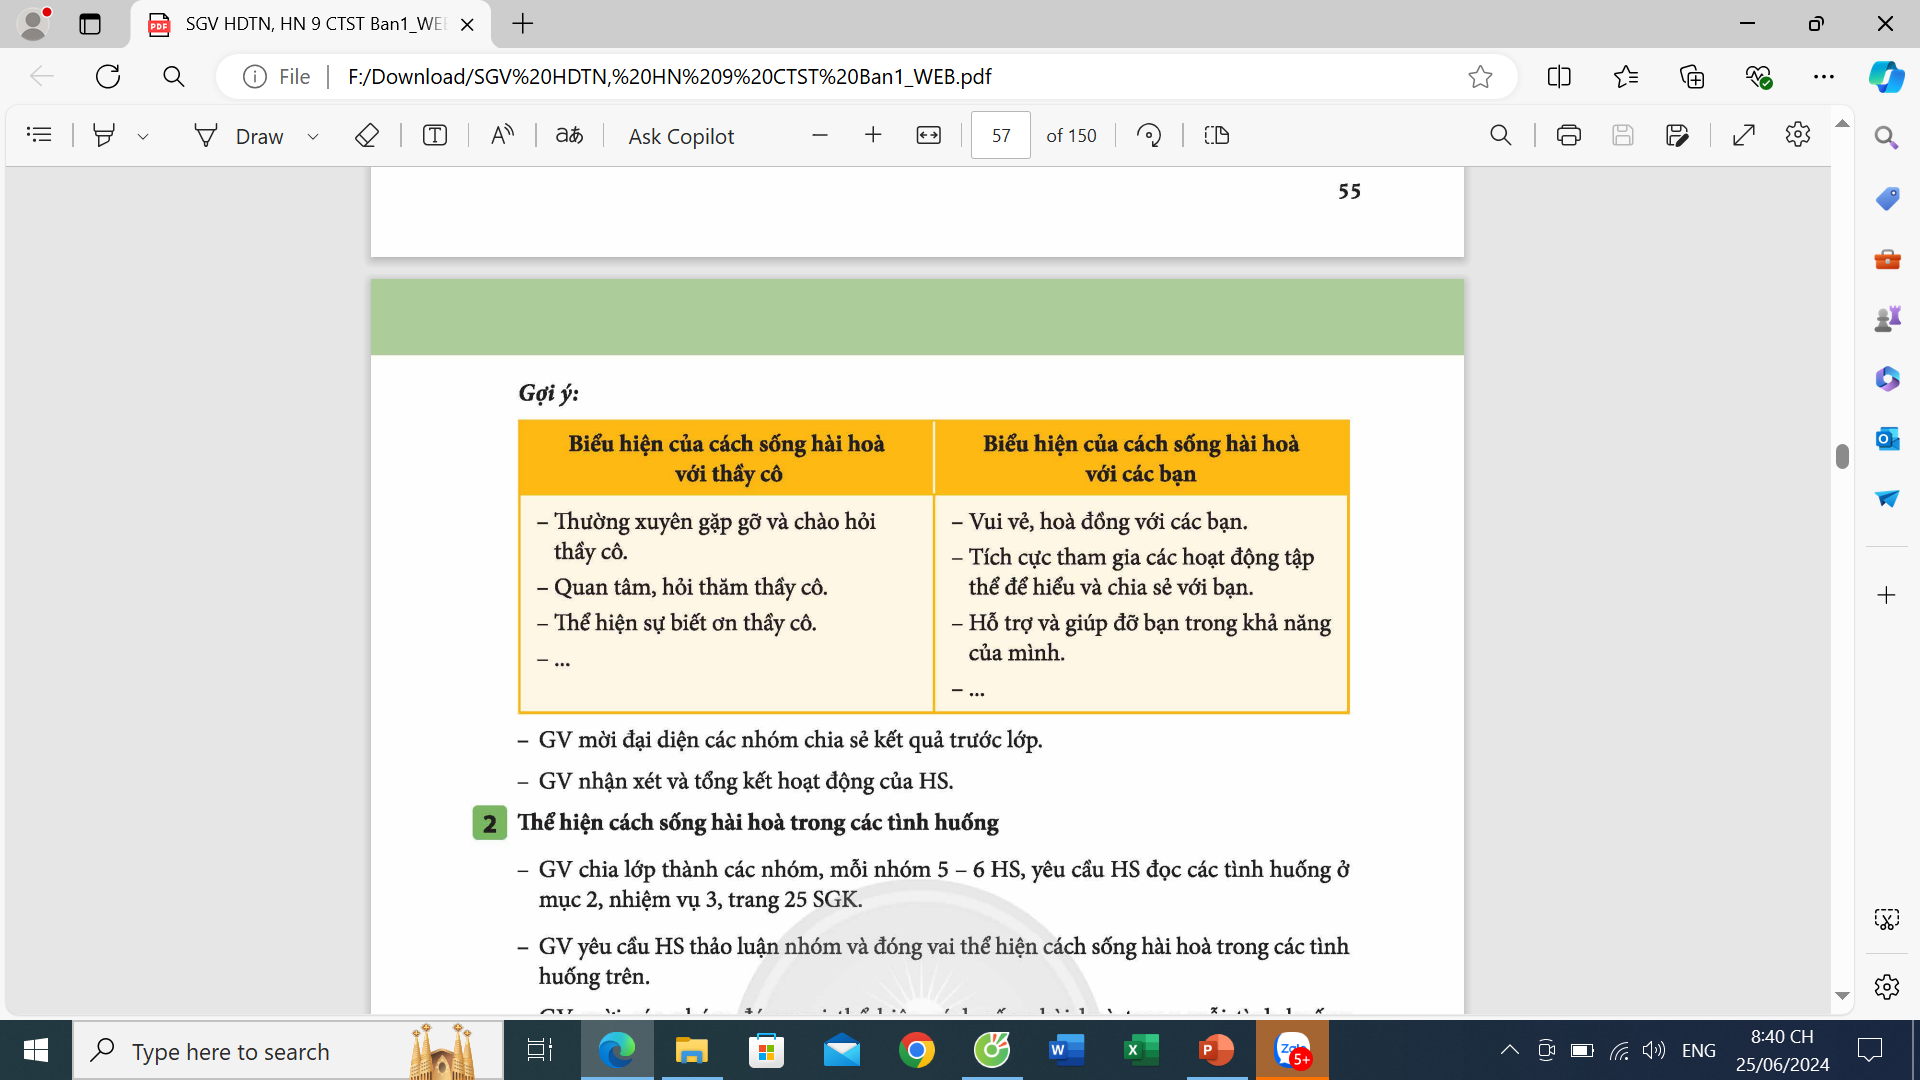 SGV HDTN, HN 9 CTST Ban1_WE
File
F:/Download/SGV%20HDTN,%20HN%209%20CTST%20Ban1_WEB.pdf
Draw
Ask Copilot
57
of 150
55
Gợi ý:
Biểu hiện của cách sống hài hoà
với thầy cô
– Thường xuyên gặp gỡ và chào hỏi
thầy cô.
– Quan tâm, hỏi thăm thầy cô.
– Thể hiện sự biết ơn thầy cô.
– ...
Biểu hiện của cách sống hài hoà
với các bạn
– Vui vẻ, hoà đồng với các bạn.
– Tích cực tham gia các hoạt động tập
thể để hiểu và chia sẻ với bạn.
– Hỗ trợ và giúp đỡ bạn trong khả năng
của mình.
– ...
– GV mời đại diện các nhóm chia sẻ kết quả trước lớp.
– GV nhận xét và tổng kết hoạt động của HS.
2 Thể hiện cách sống hài hoà trong các tình huống
– GV chia lớp thành các nhóm, mỗi nhóm 5 – 6 HS, yêu cầu HS đọc các tình huống ở
mục 2, nhiệm vụ 3, trang 25 SGK.
– GV yêu cầu HS thảo luận nhóm và đóng vai thể hiện cách sống hài hoà trong các tình
huống trên.
Type here to search
Zalo
5+
ENG
8:40 CH
25/06/2024